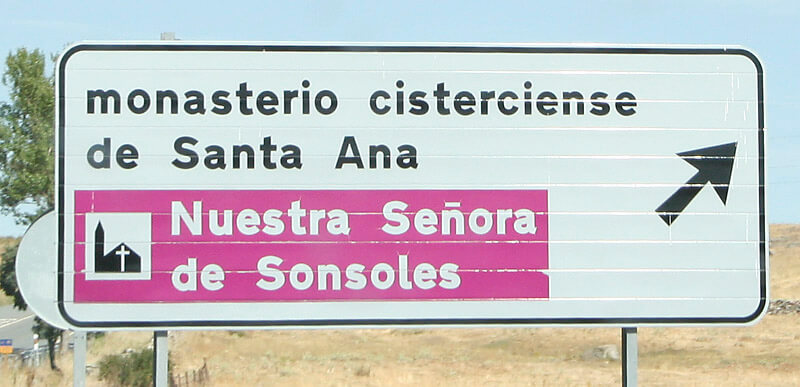 monasterio cisterciense
de Santa Ana
Nuestra Señora
de Sonsoles